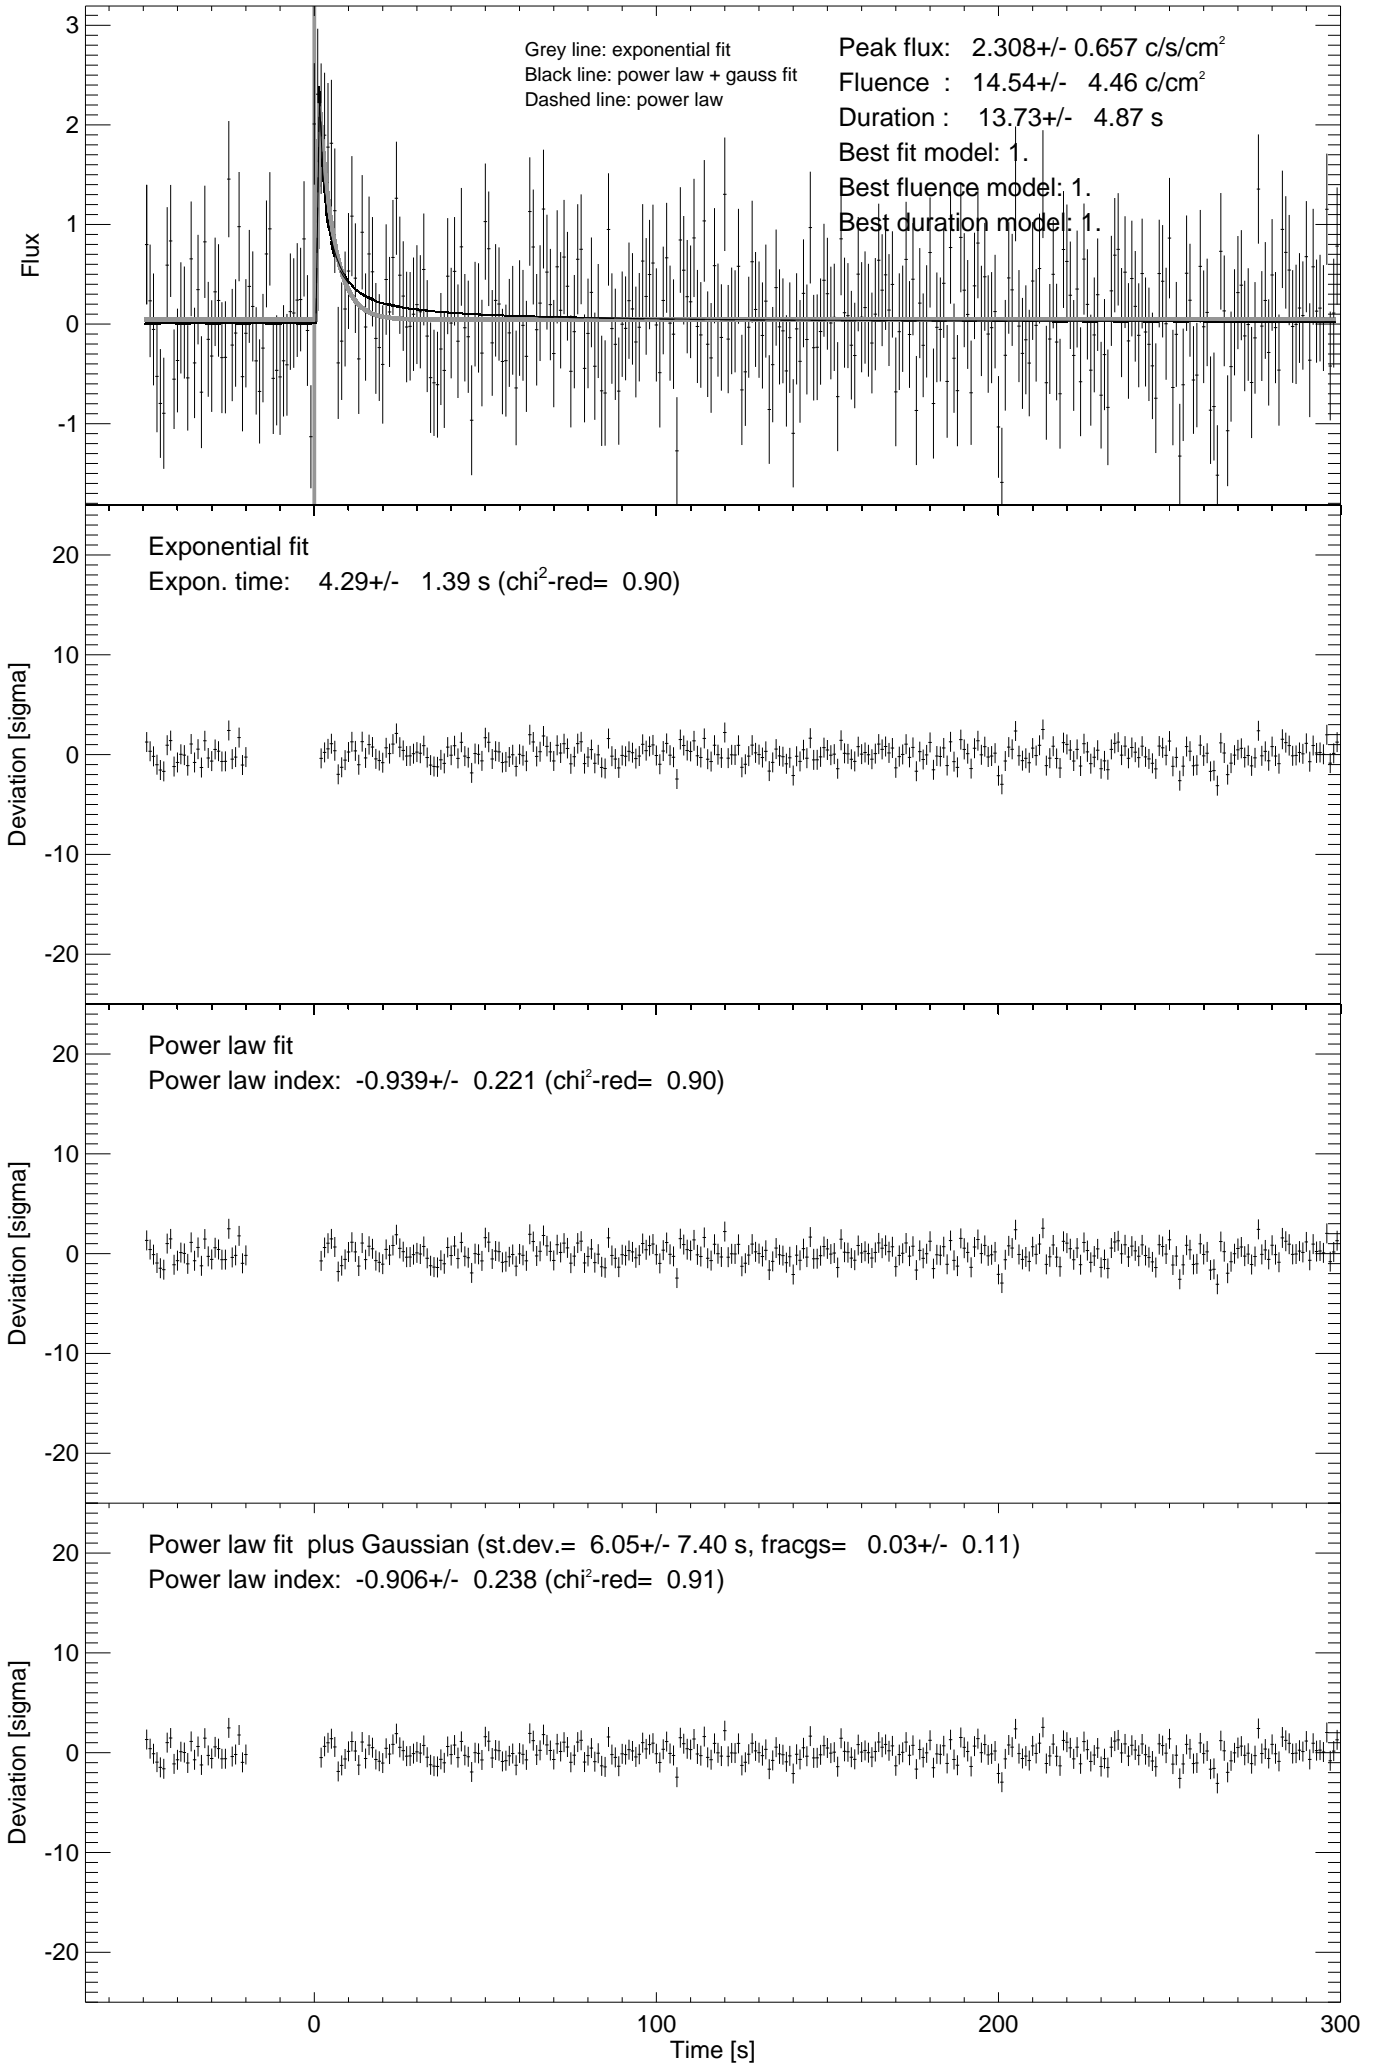 Grey line: exponential fit
Black line: power law + gauss fit
Dashed line: power law
Peak flux: 2.308+/- 0.657 c/s/cm²
Fluence : 14.54+/- 4.46 c/cm²
Duration : 13.73+/- 4.87 s
Best fit model: 1.
Best fluence model: 1.
Best duration model: 1.
3
2
1
0
-1
Flux
Exponential fit
Expon. time: 4.29+/- 1.39 s (chi²-red= 0.90)
20
10
0
-10
-20
Deviation [sigma]
Power law fit
Power law index: -0.939+/- 0.221 (chi²-red= 0.90)
20
10
0
-10
-20
Deviation [sigma]
Power law fit plus Gaussian (st.dev.= 6.05+/- 7.40 s, fracgs= 0.03+/- 0.11)
Power law index: -0.906+/- 0.238 (chi²-red= 0.91)
20
10
0
-10
-20
Deviation [sigma]
0 100 200 300
Time [s]